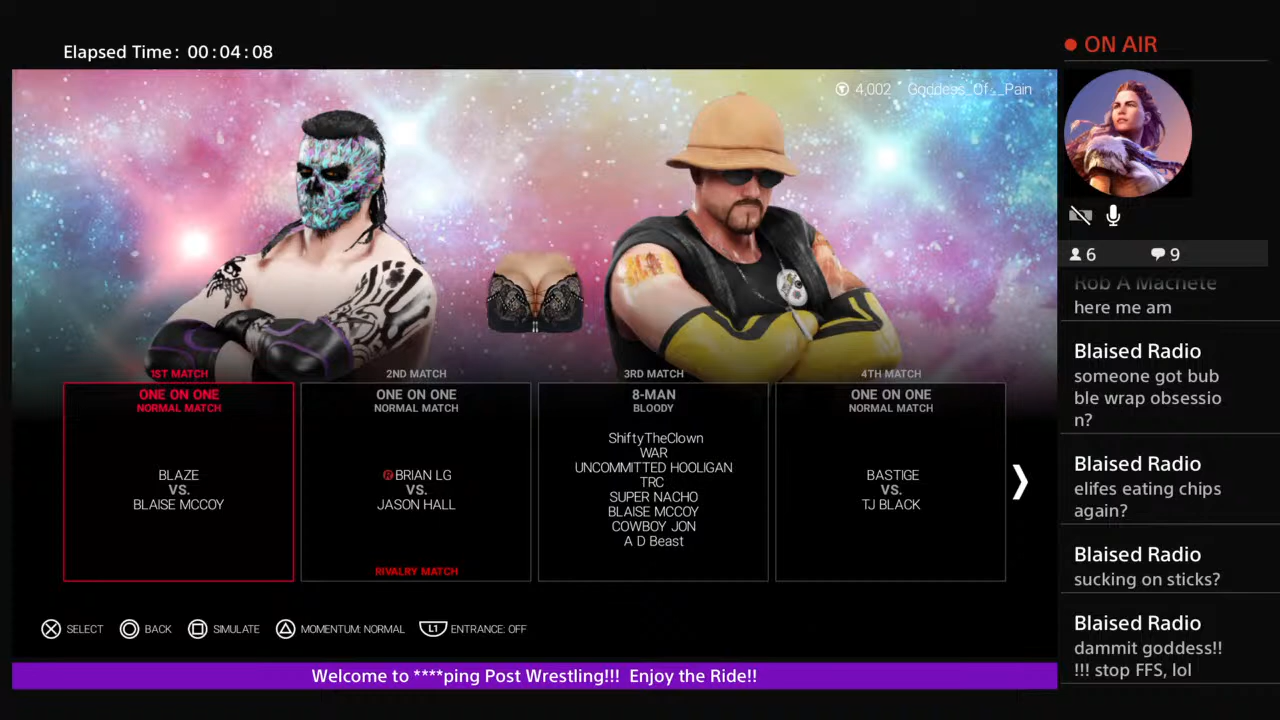 Elapsed Time: 00:04:08
ON AIR
4,002 Goddess_Of__Pain
6 9
1ST MATCH
ONE ON ONE
NORMAL MATCH
BLAZE
VS.
BLAISE MCCOY
2ND MATCH
ONE ON ONE
NORMAL MATCH
R BRIAN LG
VS.
JASON HALL
RIVALRY MATCH
3RD MATCH
8-MAN
BLOODY
ShiftyTheClown
WAR
UNCOMMITTED HOOLIGAN
TRC
SUPER NACHO
BLAISE MCCOY
COWBOY JON
A D Beast
4TH MATCH
ONE ON ONE
NORMAL MATCH
BASTIGE
VS.
TJ BLACK
SELECT BACK SIMULATE MOMENTUM: NORMAL L1 ENTRANCE: OFF
Welcome to ****ping Post Wrestling!!! Enjoy the Ride!!
Rob A Machete
here me am
Blaised Radio
someone got bub
ble wrap obsessio
n?
Blaised Radio
elifes eating chips
again?
Blaised Radio
sucking on sticks?
Blaised Radio
dammit goddess!!
!!! stop FFS, lol